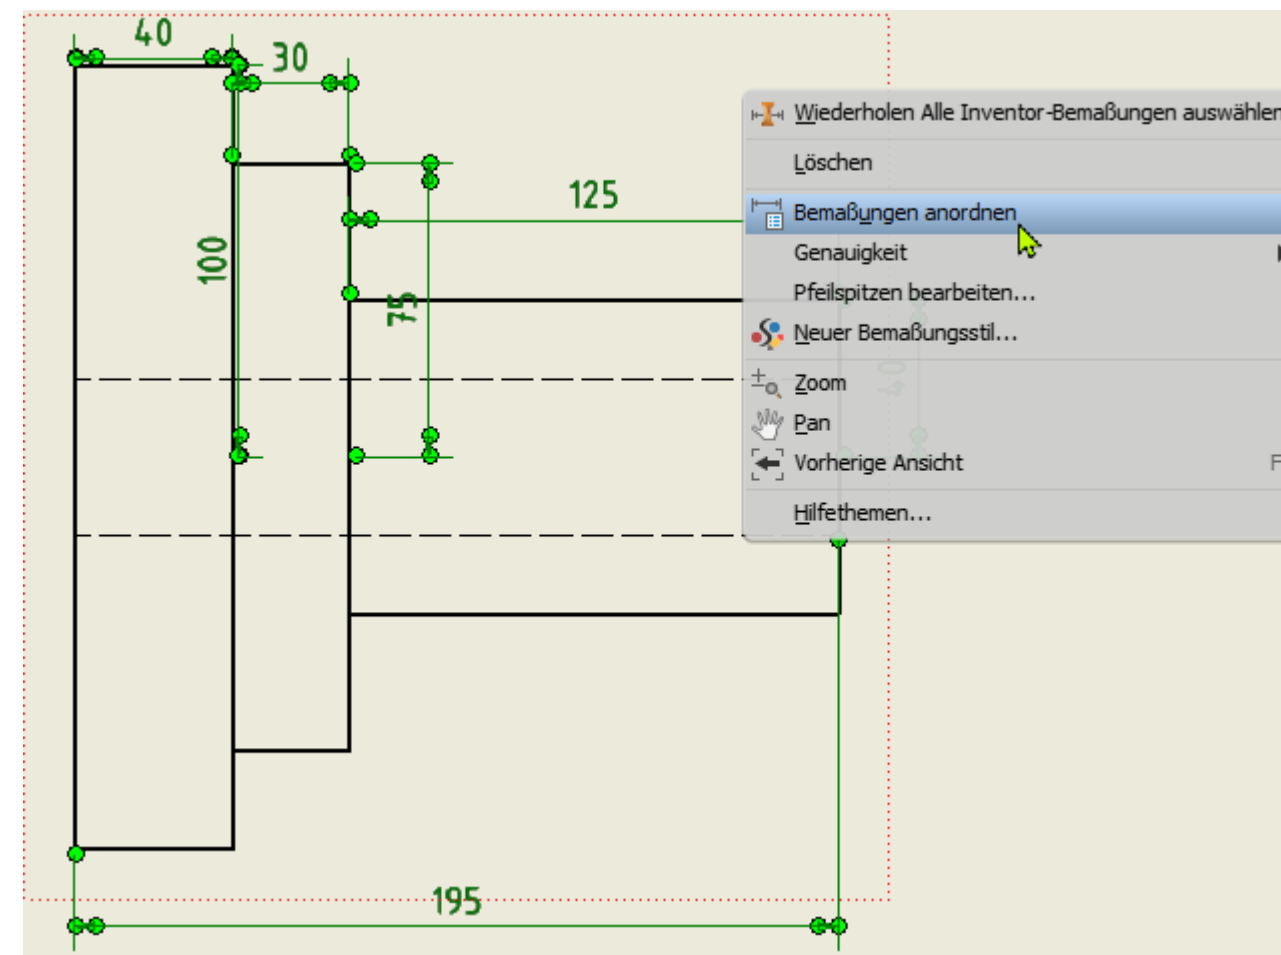 40
30
Wiederholen Alle Inventor-Bemaßungen auswählen
Löschen
125
Bemaßungen anordnen
100
Genauigkeit
75
Pfeilspitzen bearbeiten...
Neuer Bemaßungsstil...
40
Zoom
Pan
Vorherige Ansicht
F
Hilfethemen...
195